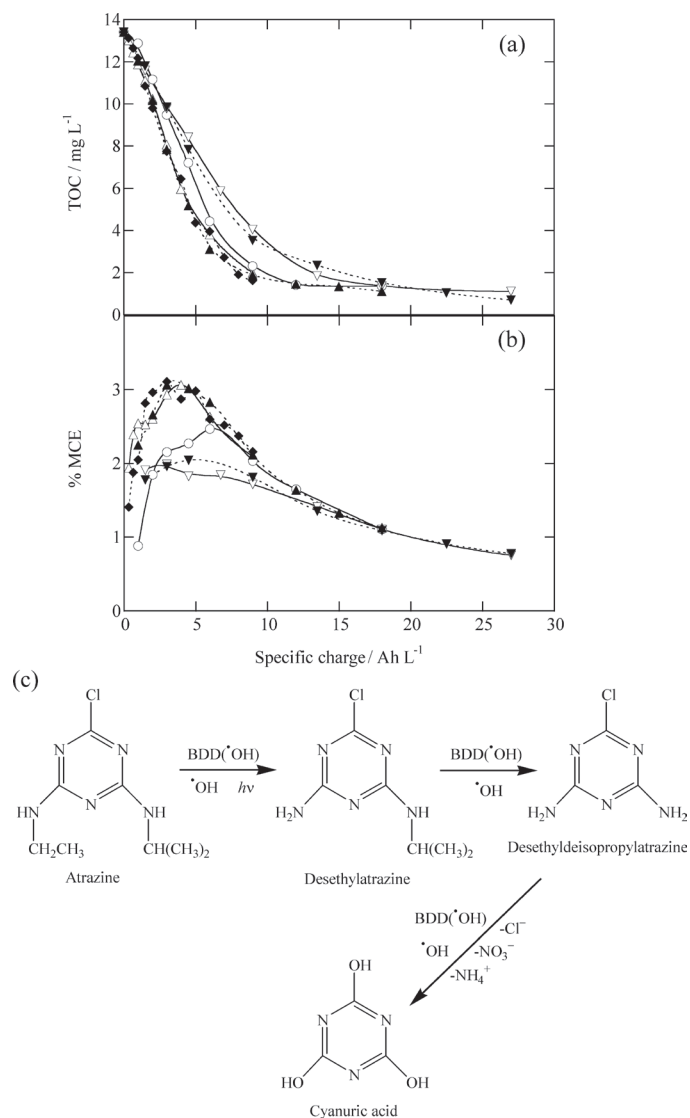 (a)
14
12
10
8
6
4
2
0
TOC / mg L⁻¹
(b)
3
2
1
0
% MCE
0 5 10 15 20 25 30
Specific charge / Ah L⁻¹
(c)
Cl
N N
N
HN NH
CH₂CH₃ CH(CH₃)₂
Atrazine
BDD(•OH)
•OH hν
Cl
N N
N
H₂N NH
CH(CH₃)₂
Desethylatrazine
BDD(•OH)
•OH
Cl
N N
N
H₂N NH₂
Desethyldeisopropylatrazine
BDD(•OH)
•OH
-Cl⁻
-NO₃⁻
-NH₄⁺
OH
N N
N
HO OH
Cyanuric acid